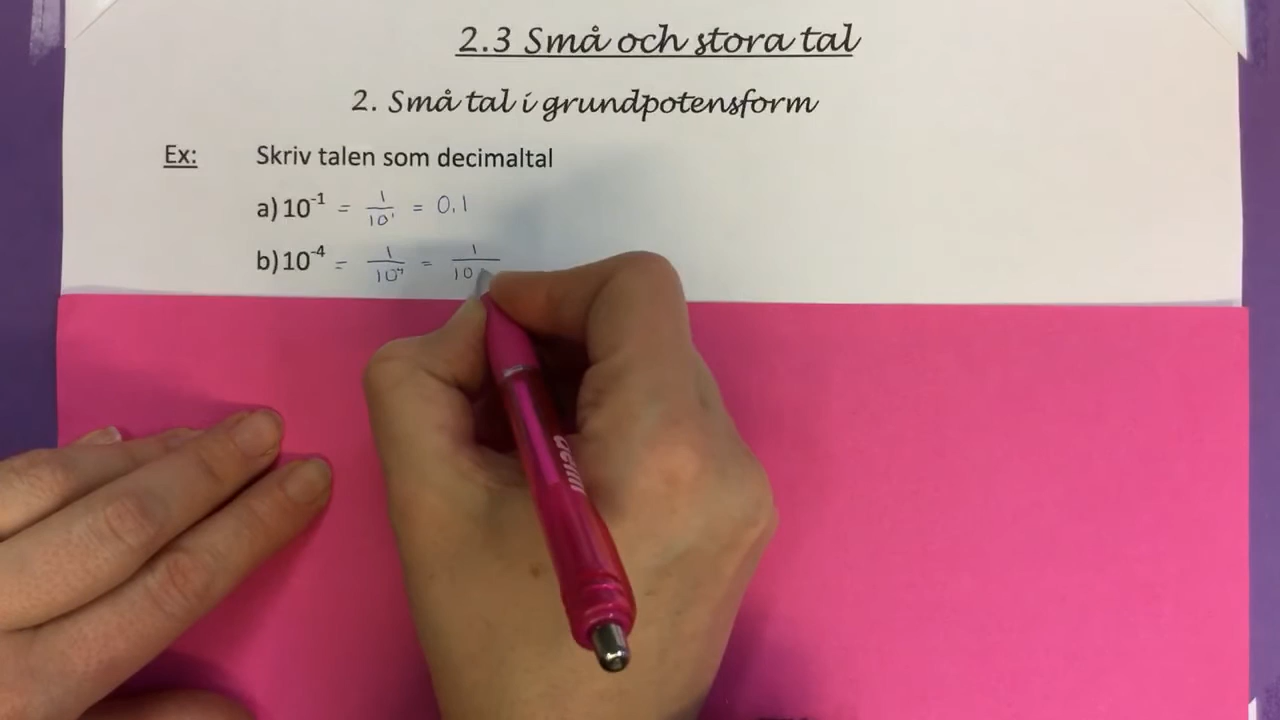 2.3 Små och stora tal
2. Små tal i grundpotensform
Ex: Skriv talen som decimaltal
a) 10⁻¹ = 1/10¹ = 0,1
b) 10⁻⁴ = 1/10⁴ = 1/10